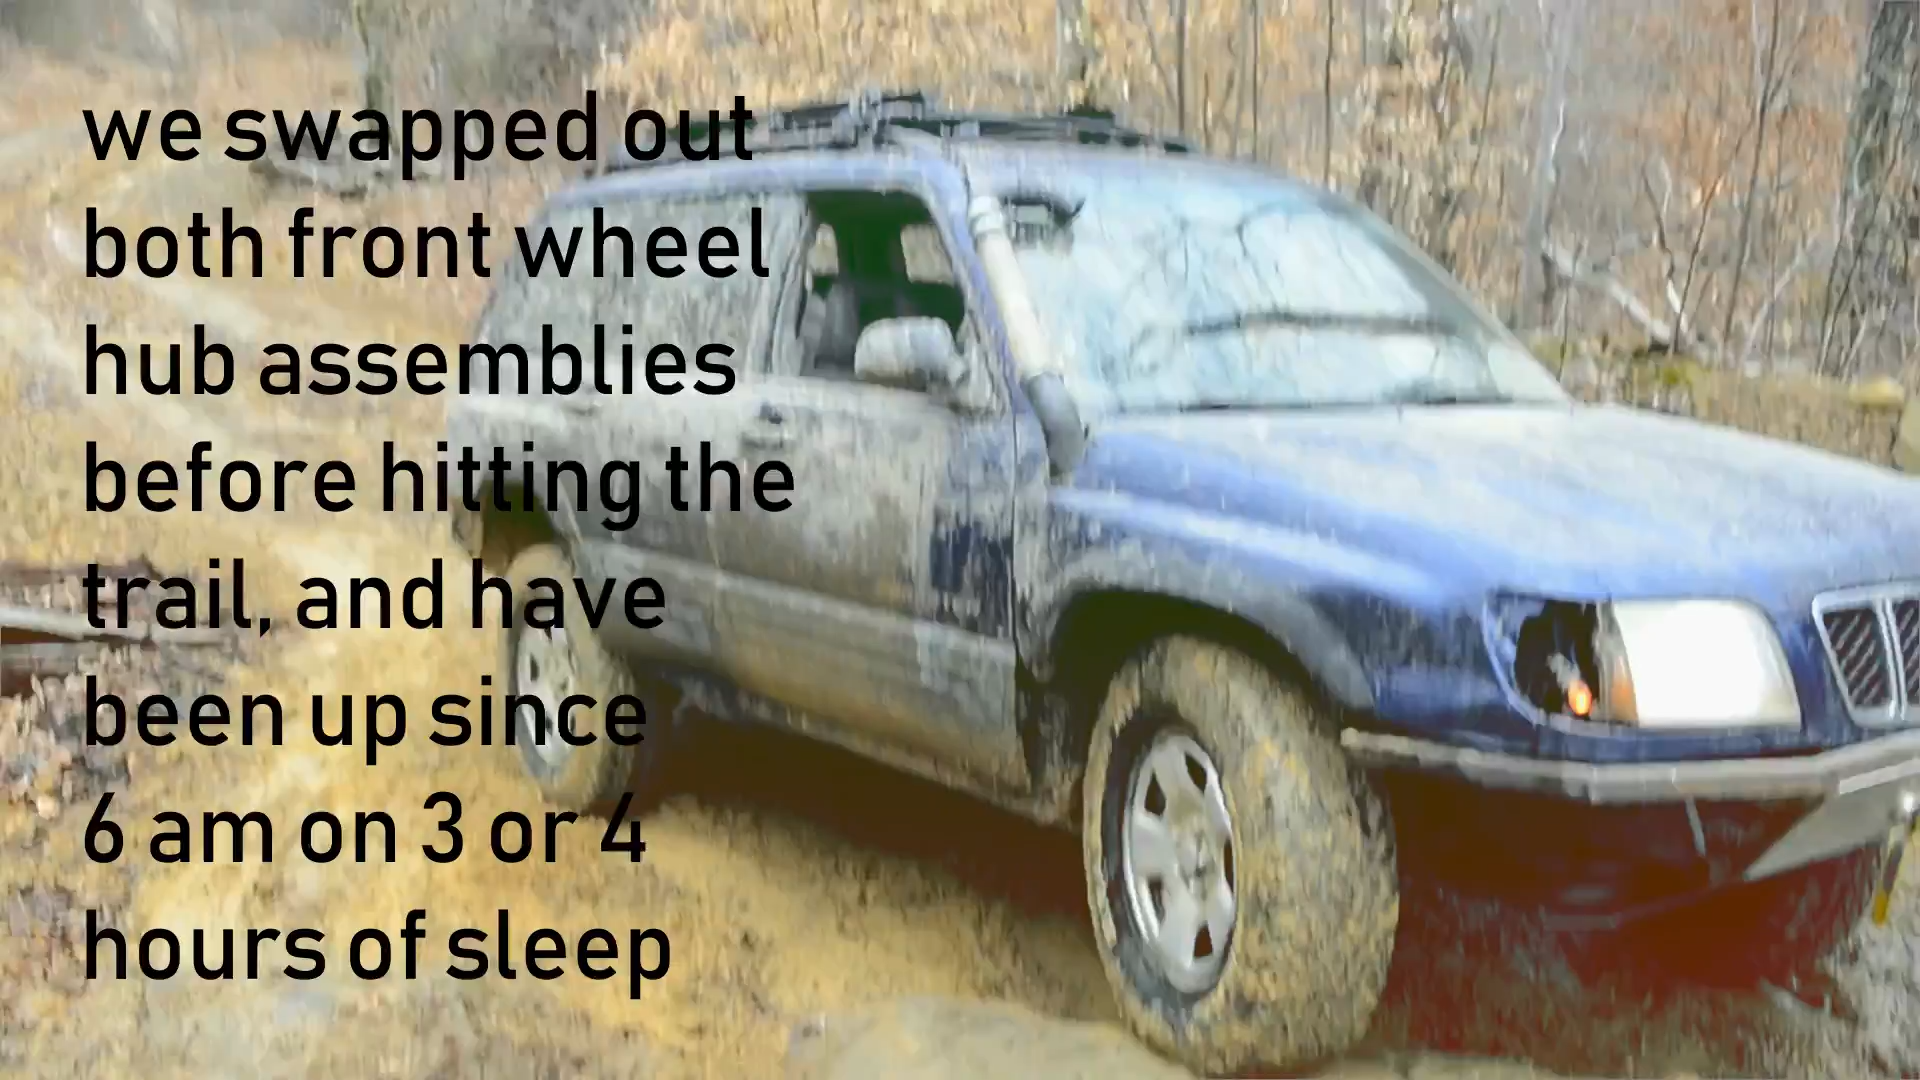 we swapped out
both front wheel
hub assemblies
before hitting the
trail, and have
been up since
6 am on 3 or 4
hours of sleep